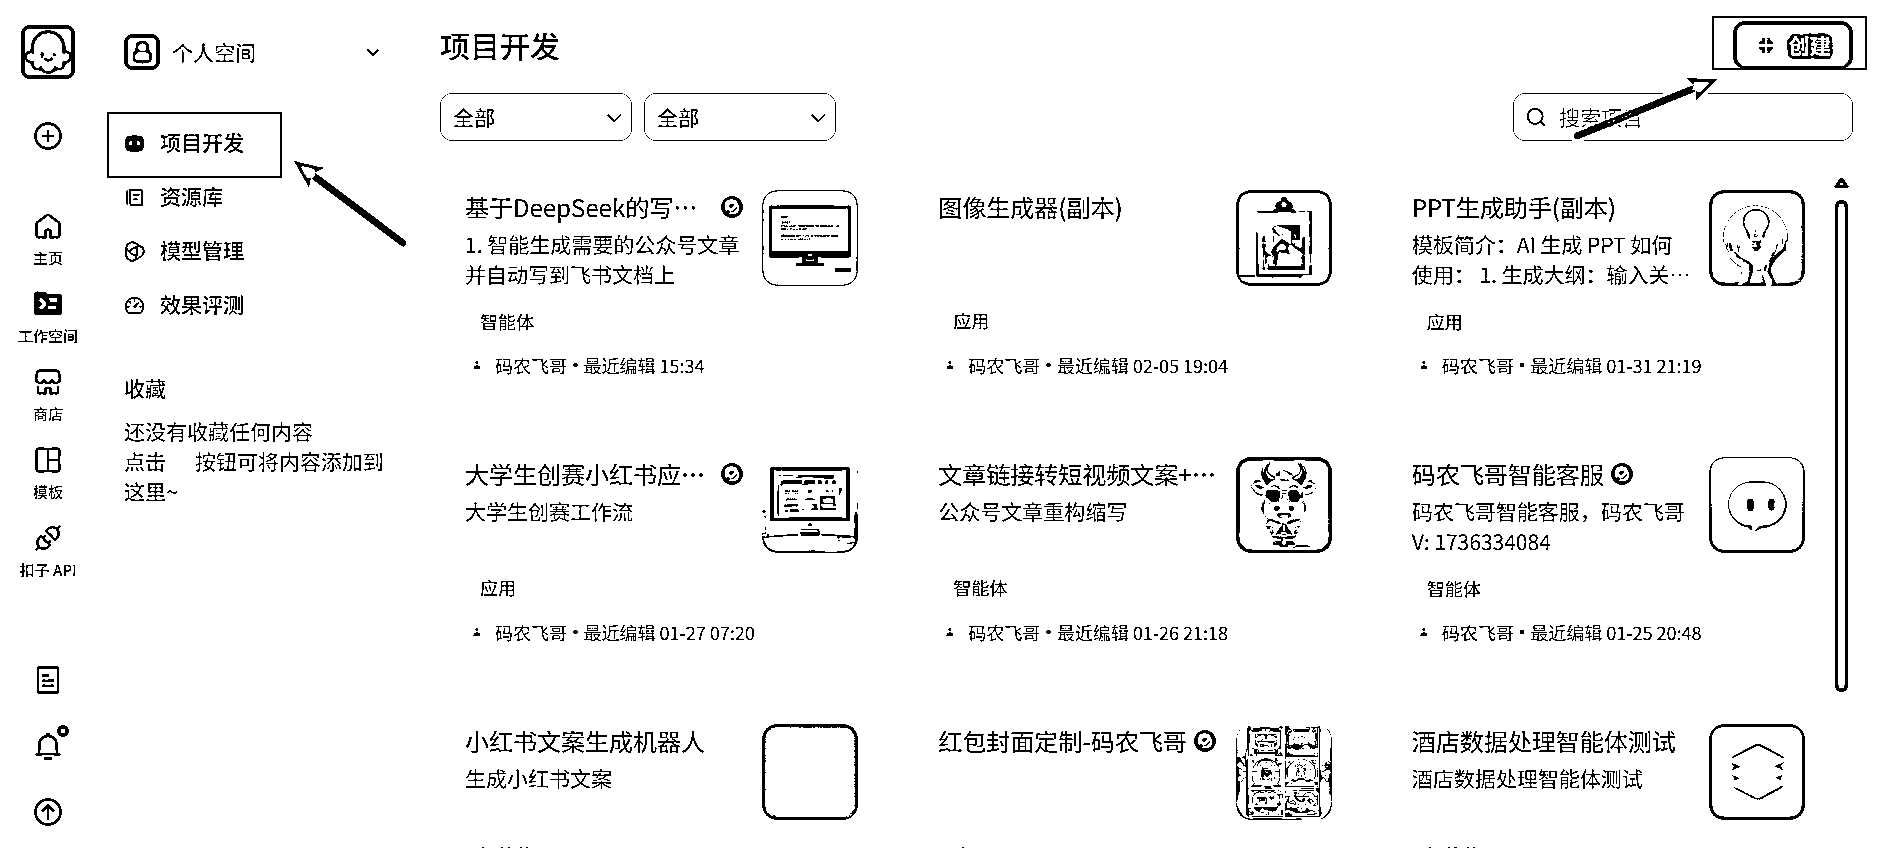 个人空间
项目开发
资源库
模型管理
效果评测
收藏
还没有收藏任何内容
点击 按钮可将内容添加到
这里~
主页
工作空间
商店
模板
扣子 API
项目开发
创建
全部
全部
搜索项目
基于DeepSeek的写…
1. 智能生成需要的公众号文章
并自动写到飞书文档上
智能体
码农飞哥 • 最近编辑 15:34
图像生成器(副本)
应用
码农飞哥 • 最近编辑 02-05 19:04
PPT生成助手(副本)
模板简介：AI 生成 PPT 如何
使用： 1. 生成大纲：输入关…
应用
码农飞哥 • 最近编辑 01-31 21:19
大学生创赛小红书应…
大学生创赛工作流
应用
码农飞哥 • 最近编辑 01-27 07:20
文章链接转短视频文案+…
公众号文章重构缩写
智能体
码农飞哥 • 最近编辑 01-26 21:18
码农飞哥智能客服
码农飞哥智能客服，码农飞哥
V: 1736334084
智能体
码农飞哥 • 最近编辑 01-25 20:48
小红书文案生成机器人
生成小红书文案
红包封面定制-码农飞哥
酒店数据处理智能体测试
酒店数据处理智能体测试